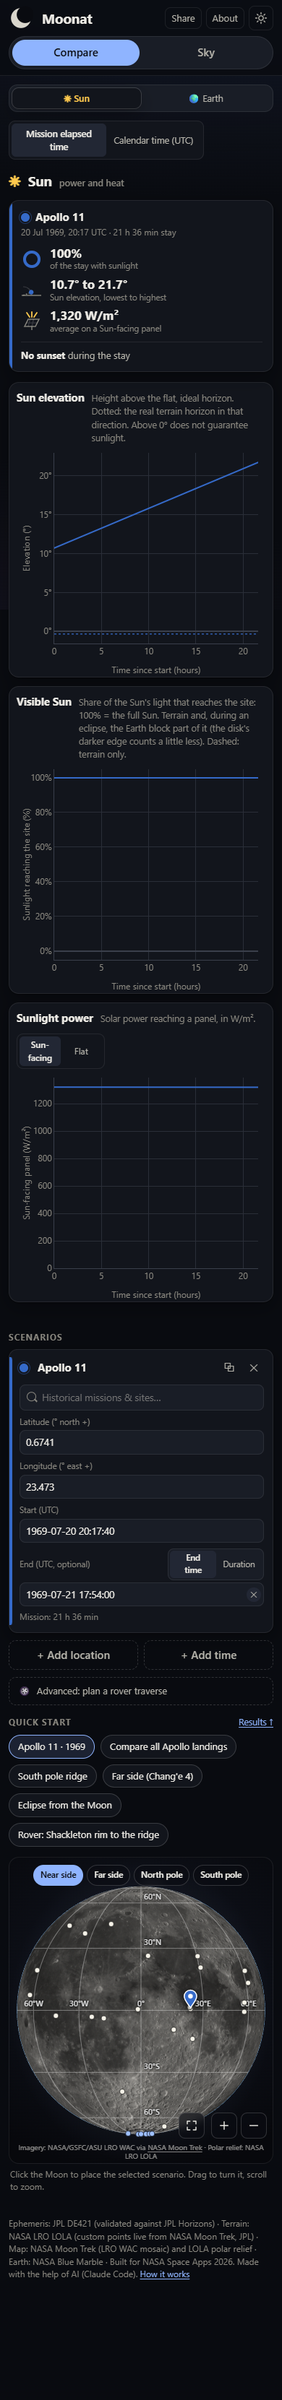 Moonat
Share
About
Compare
Sky
Sun
Earth
Mission elapsed
time
Calendar time (UTC)
Sun power and heat
Apollo 11
20 Jul 1969, 20:17 UTC · 21 h 36 min stay
100%
of the stay with sunlight
10.7° to 21.7°
Sun elevation, lowest to highest
1,320 W/m²
average on a Sun-facing panel
No sunset during the stay
Sun elevation
Height above the flat, ideal horizon.
Dotted: the real terrain horizon in that
direction. Above 0° does not guarantee
sunlight.
20°
15°
10°
5°
0°
Elevation (°)
0 5 10 15 20
Time since start (hours)
Visible Sun
Share of the Sun's light that reaches the site:
100% = the full Sun. Terrain and, during an
eclipse, the Earth block part of it (the disk's
darker edge counts a little less). Dashed:
terrain only.
100%
80%
60%
40%
20%
0%
Sunlight reaching the site (%)
0 5 10 15 20
Time since start (hours)
Sunlight power Solar power reaching a panel, in W/m².
Sun-
facing
Flat
1200
1000
800
600
400
200
0
Sun-facing panel (W/m²)
0 5 10 15 20
Time since start (hours)
SCENARIOS
Apollo 11
Historical missions & sites...
Latitude (° north +)
0.6741
Longitude (° east +)
23.473
Start (UTC)
1969-07-20 20:17:40
End (UTC, optional)
End
time
Duration
1969-07-21 17:54:00
Mission: 21 h 36 min
+ Add location
+ Add time
Advanced: plan a rover traverse
QUICK START
Results ↑
Apollo 11 · 1969
Compare all Apollo landings
South pole ridge
Far side (Chang'e 4)
Eclipse from the Moon
Rover: Shackleton rim to the ridge
Near side
Far side
North pole
South pole
60°N
30°N
60°W 30°W 0° 30°E 60°E
30°S
60°S
+
−
Imagery: NASA/GSFC/ASU LRO WAC via NASA Moon Trek · Polar relief: NASA
LRO LOLA
Click the Moon to place the selected scenario. Drag to turn it, scroll
to zoom.
Ephemeris: JPL DE421 (validated against JPL Horizons) · Terrain:
NASA LRO LOLA (custom points live from NASA Moon Trek, JPL) ·
Map: NASA Moon Trek (LRO WAC mosaic) and LOLA polar relief ·
Earth: NASA Blue Marble · Built for NASA Space Apps 2026. Made
with the help of AI (Claude Code). How it works